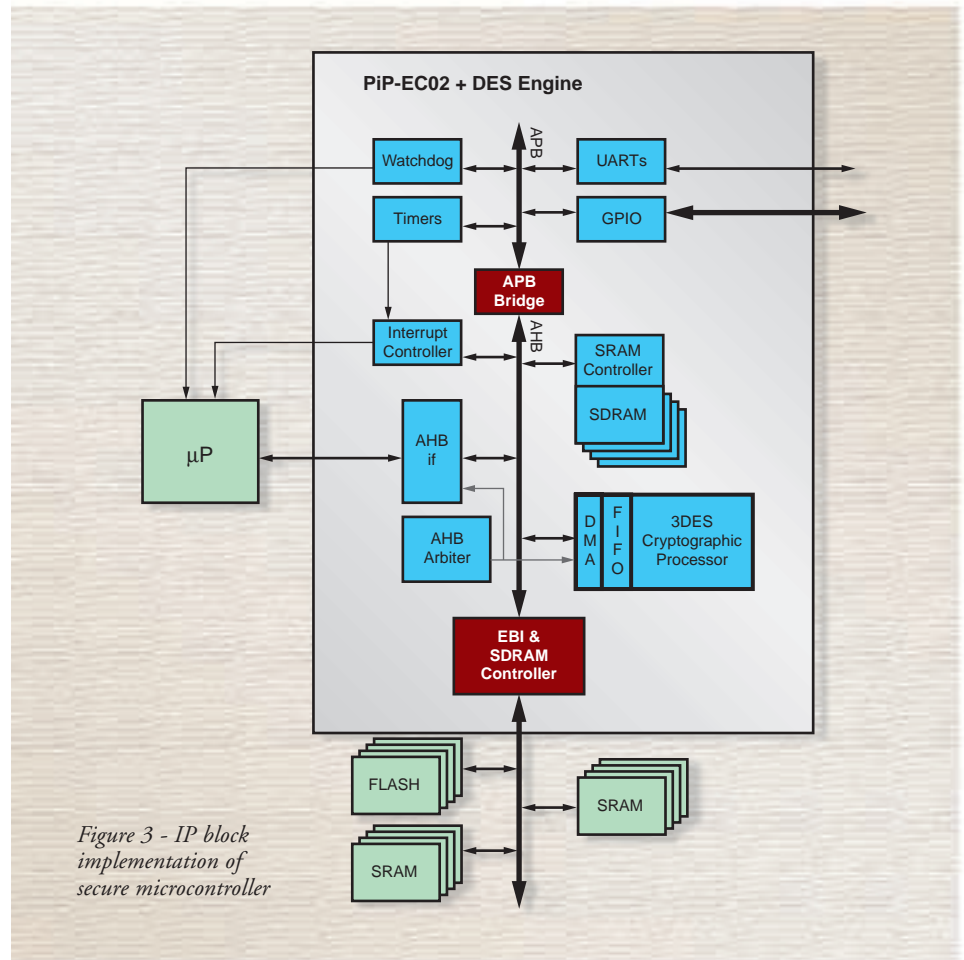 PiP-EC02 + DES Engine
APB
Watchdog
UARTs
Timers
GPIO
APB
Bridge
AHB
Interrupt
Controller
SRAM
Controller
SDRAM
μP
AHB
if
AHB
Arbiter
DMA
FIFO
3DES
Cryptographic
Processor
EBI &
SDRAM
Controller
FLASH
SRAM
SRAM
Figure 3 - IP block
implementation of
secure microcontroller